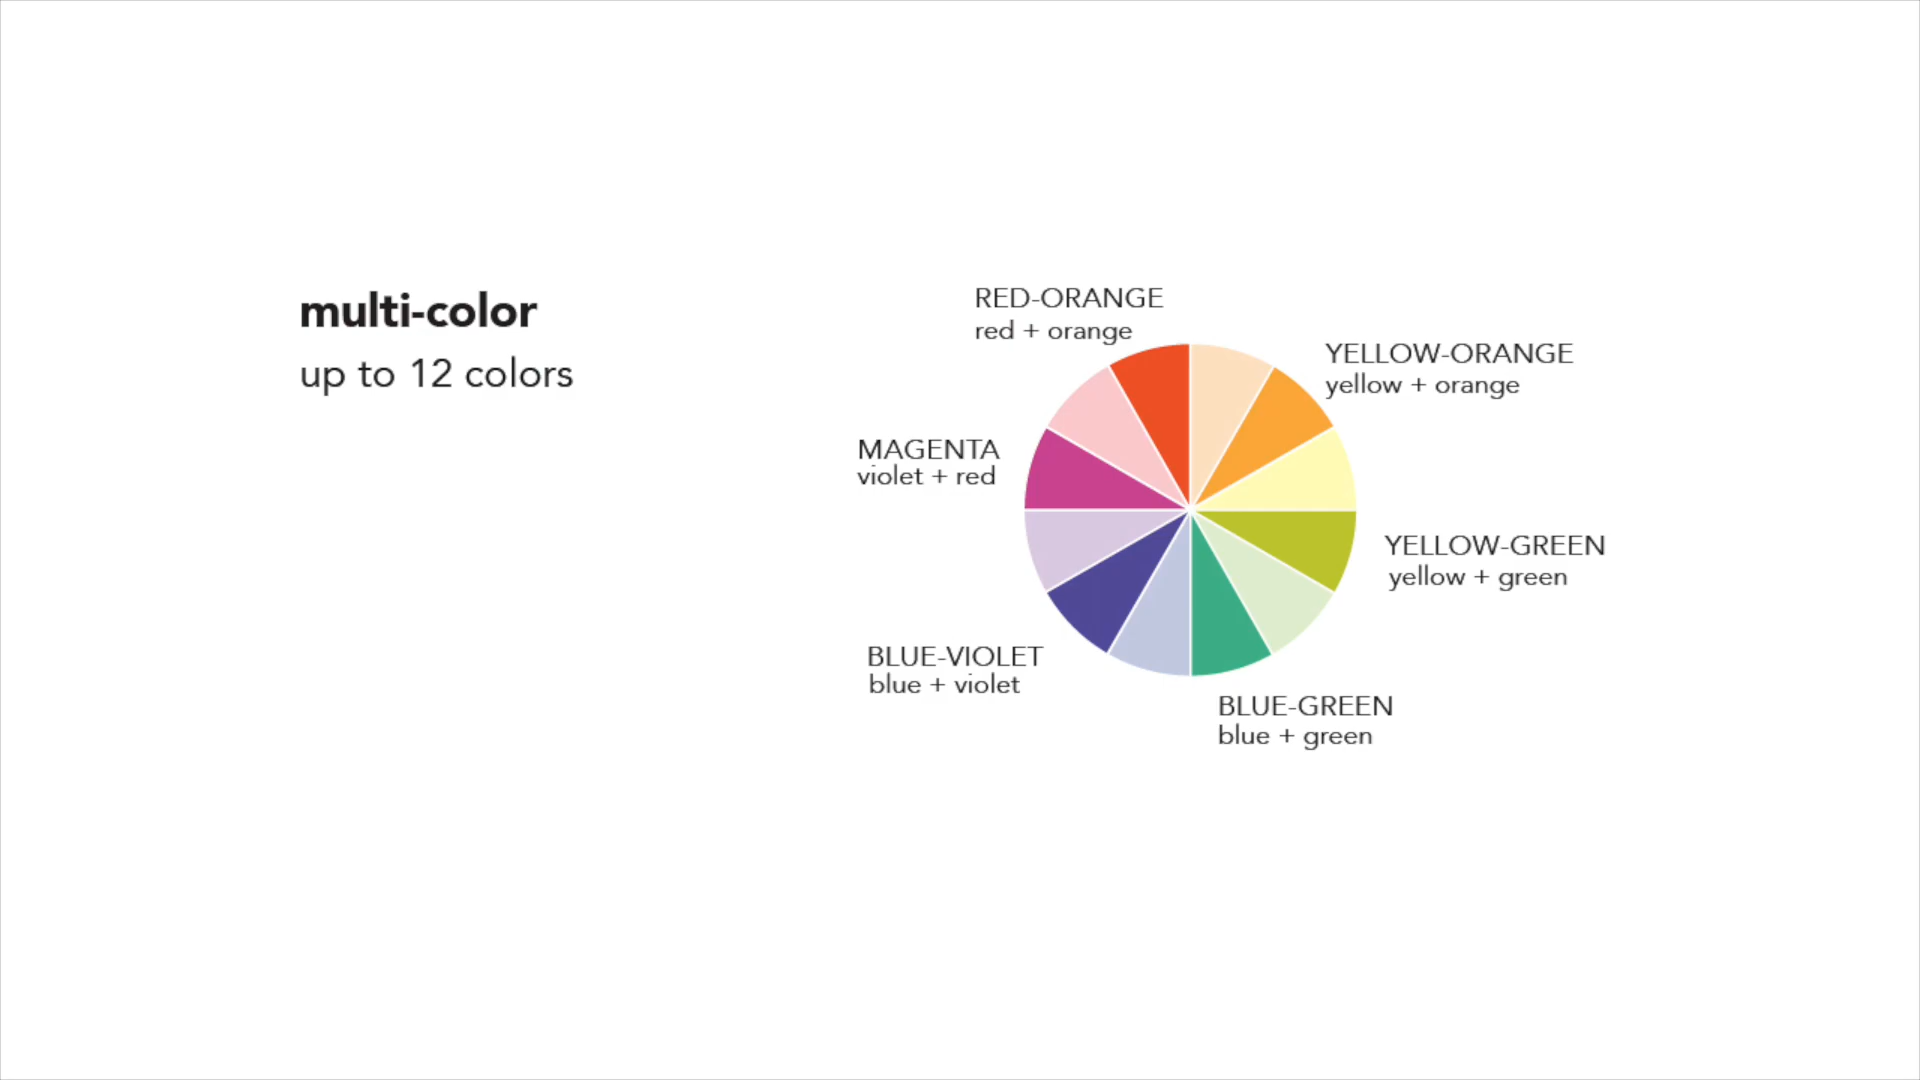 multi-color
up to 12 colors
RED-ORANGE
red + orange
YELLOW-ORANGE
yellow + orange
MAGENTA
violet + red
YELLOW-GREEN
yellow + green
BLUE-VIOLET
blue + violet
BLUE-GREEN
blue + green